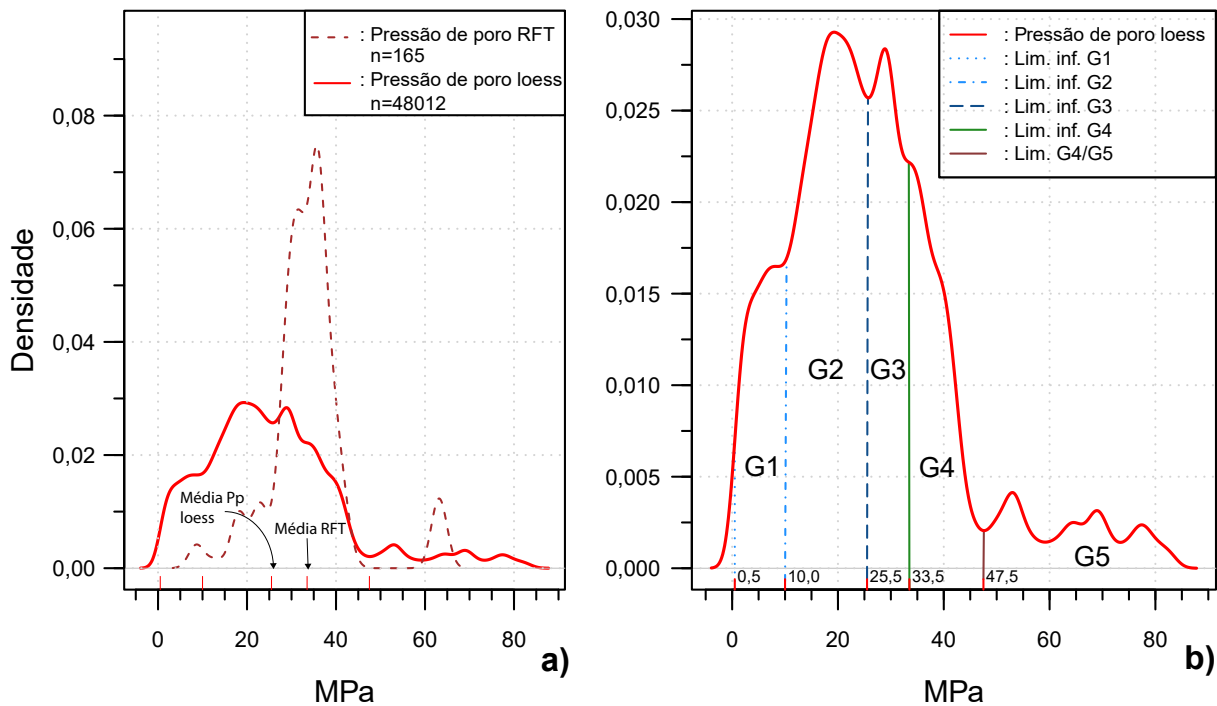 : Pressão de poro RFT
n=165
: Pressão de poro loess
n=48012
Densidade
0,08
0,06
0,04
0,02
0,00
Média Pp
loess
Média RFT
0
20
40
60
80
MPa
a)
: Pressão de poro loess
: Lim. inf. G1
: Lim. inf. G2
: Lim. inf. G3
: Lim. inf. G4
: Lim. G4/G5
0,030
0,025
0,020
0,015
0,010
0,005
0,000
G1
G2
G3
G4
G5
0,5
10,0
25,5
33,5
47,5
0
20
40
60
80
MPa
b)